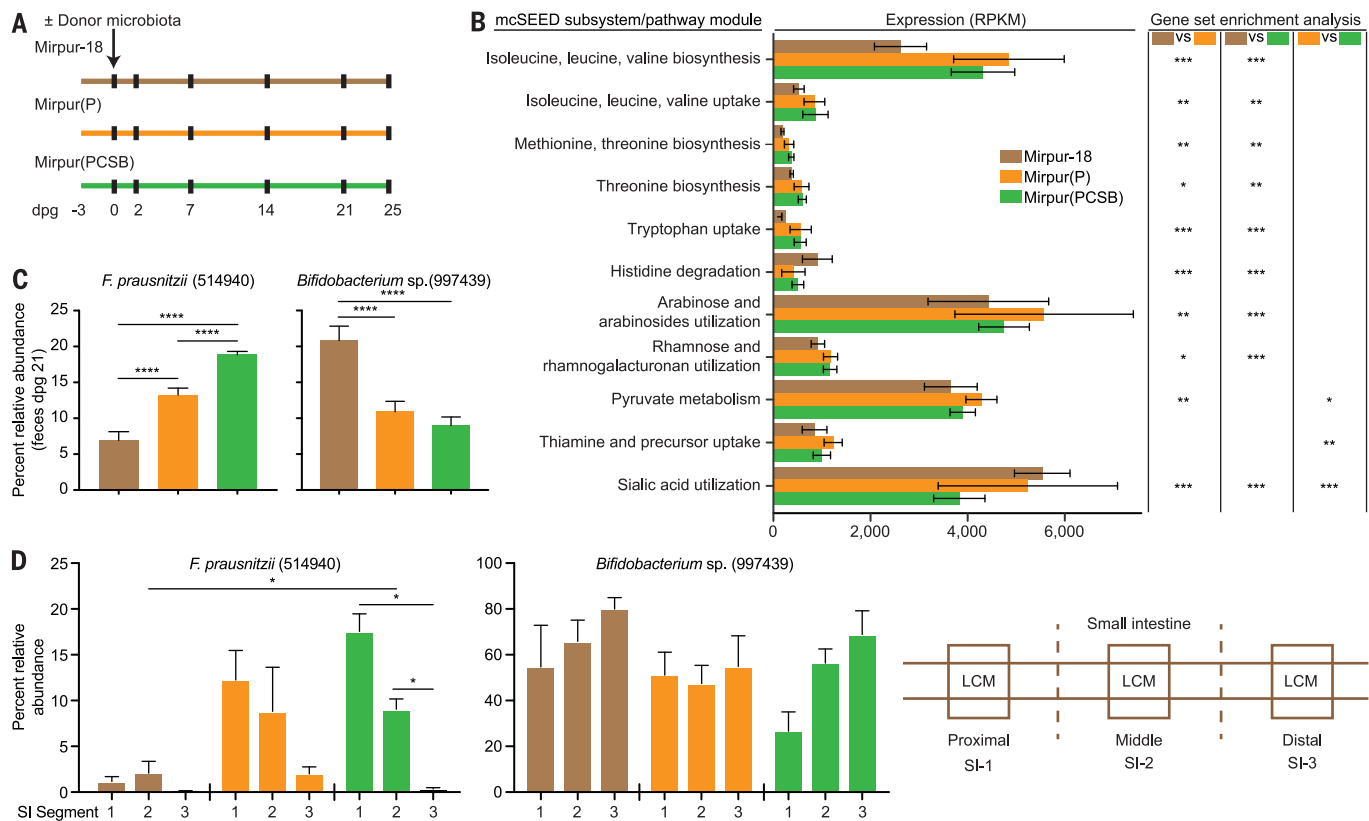 A
± Donor microbiota
Mirpur-18
Mirpur(P)
Mirpur(PCSB)
dpg -3 0 2 7 14 21 25
B
mcSEED subsystem/pathway module
Expression (RPKM)
Gene set enrichment analysis
vs vs vs
Isoleucine, leucine, valine biosynthesis
*** ***
Isoleucine, leucine, valine uptake
** **
Methionine, threonine biosynthesis
** **
Threonine biosynthesis
* **
Tryptophan uptake
*** ***
Histidine degradation
*** ***
Arabinose and
arabinosides utilization
** ***
Rhamnose and
rhamnogalacturonan utilization
* ***
Pyruvate metabolism
** *
Thiamine and precursor uptake
**
Sialic acid utilization
*** *** ***
Mirpur-18
Mirpur(P)
Mirpur(PCSB)
0 2,000 4,000 6,000
C
F. prausnitzii (514940)
Percent relative abundance
(feces dpg 21)
25
20
15
10
5
0
****
****
****
Bifidobacterium sp.(997439)
****
****
D
F. prausnitzii (514940)
Percent relative
abundance
25
20
15
10
5
0
*
*
*
SI Segment 1 2 3 1 2 3 1 2 3
Bifidobacterium sp. (997439)
100
80
60
40
20
0
1 2 3 1 2 3 1 2 3
Small intestine
LCM LCM LCM
Proximal Middle Distal
SI-1 SI-2 SI-3